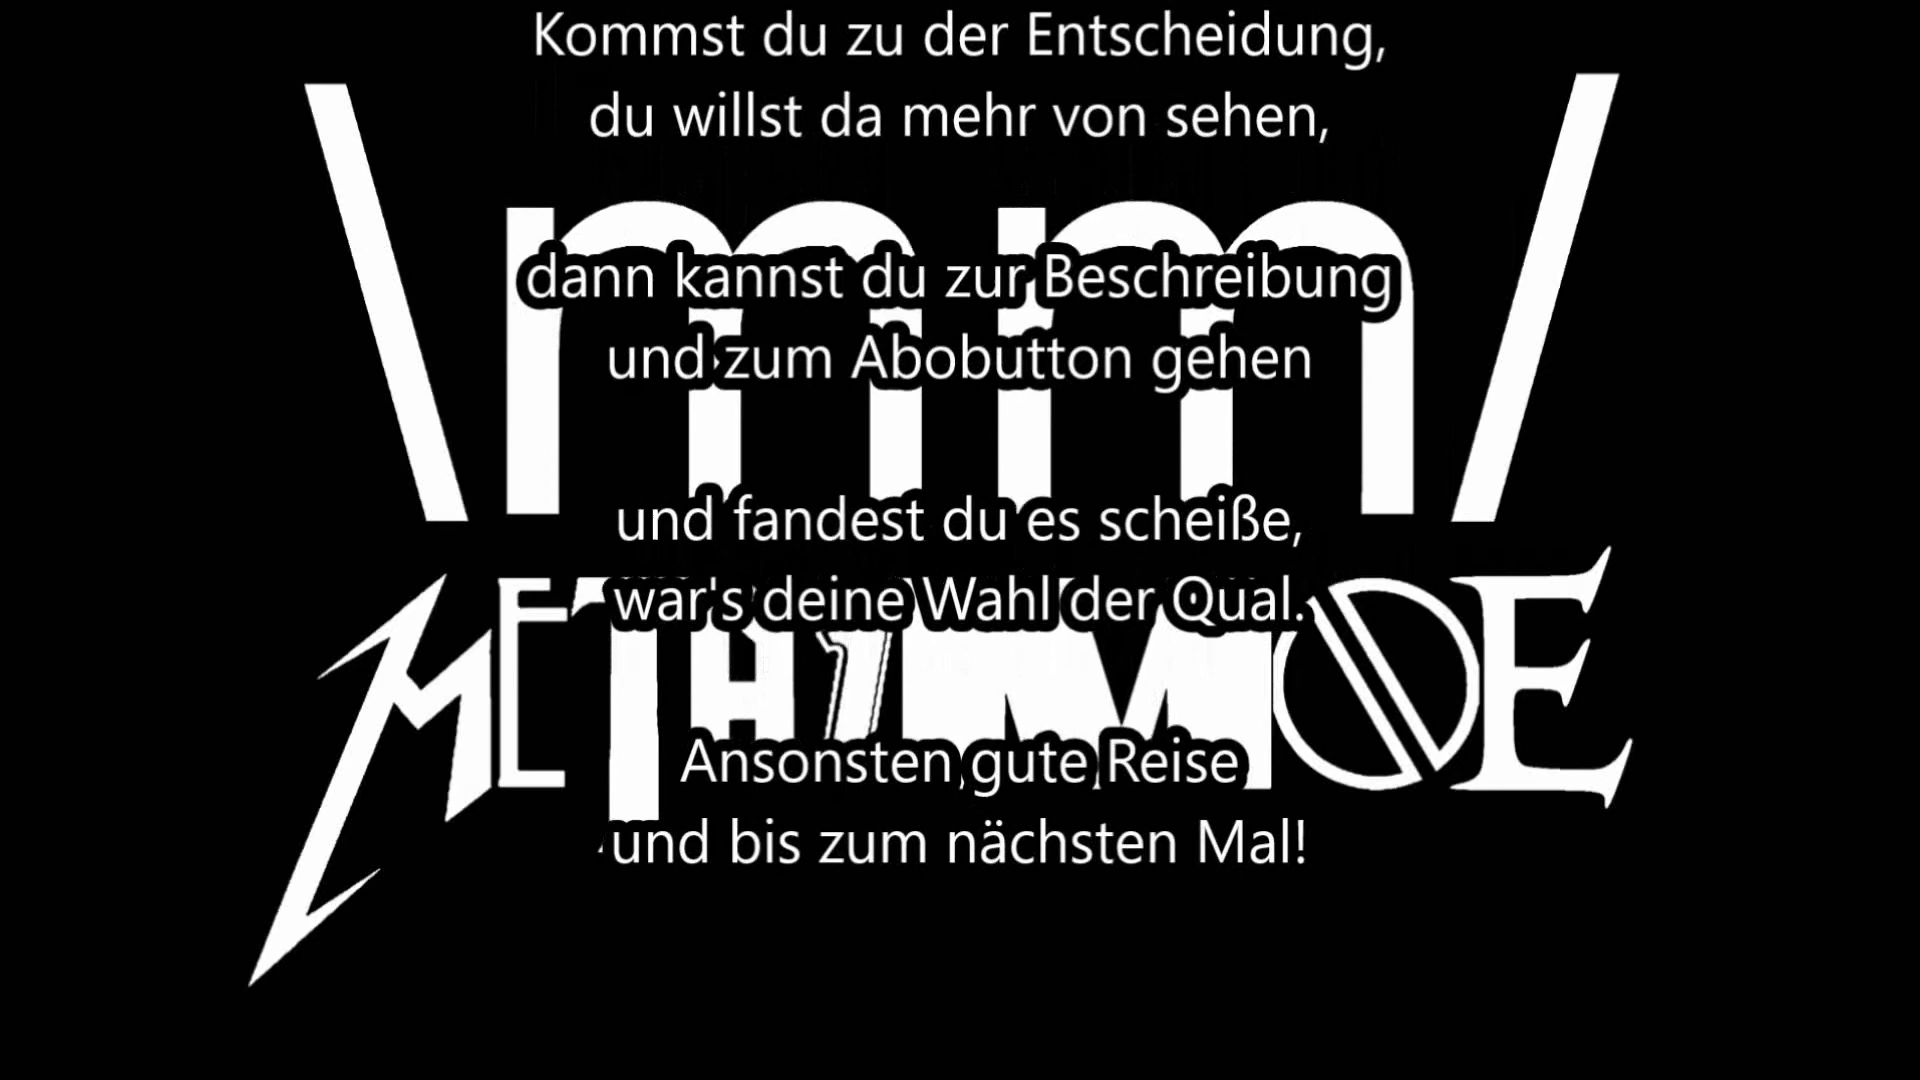 Kommst du zu der Entscheidung,
du willst da mehr von sehen,
\mm/
dann kannst du zur Beschreibung
und zum Abobutton gehen
und fandest du es scheiße,
war's deine Wahl der Qual.
Ansonsten gute Reise
und bis zum nächsten Mal!